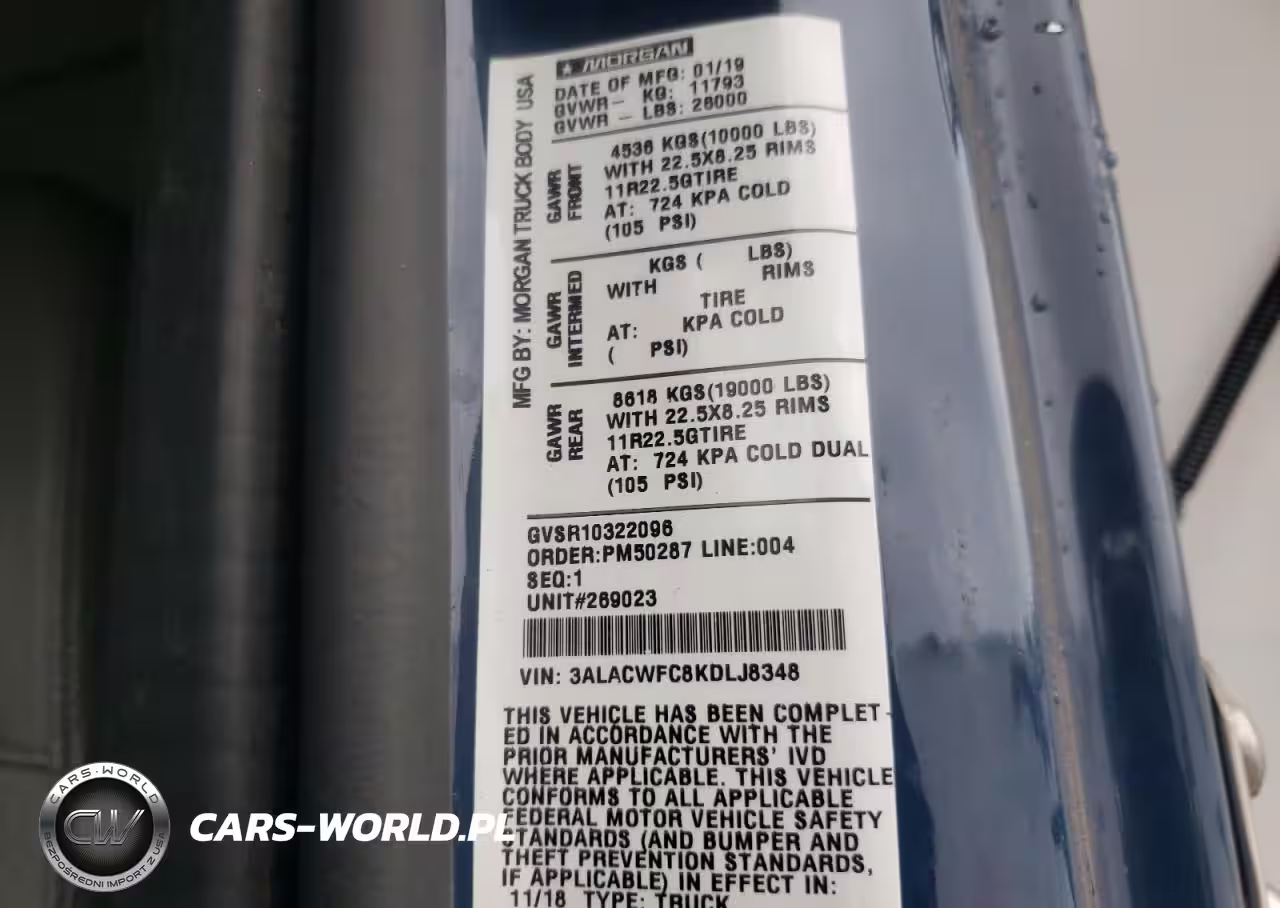 MORGAN
DATE OF MFG: 01/19
GVWR- KG: 11793
GVWR - LBS: 26000
MFG BY: MORGAN TRUCK BODY USA
GAWR
FRONT
4536 KGS(10000 LBS)
WITH 22.5X8.25 RIMS
11R22.5GTIRE
AT: 724 KPA COLD
(105 PSI)
GAWR
INTERMED
KGS ( LBS)
WITH RIMS
TIRE
AT: KPA COLD
( PSI)
GAWR
REAR
8618 KGS(19000 LBS)
WITH 22.5X8.25 RIMS
11R22.5GTIRE
AT: 724 KPA COLD DUAL
(105 PSI)
GVSR10322096
ORDER:PM50287 LINE:004
SEQ:1
UNIT#269023
VIN: 3ALACWFC8KDLJ8348
THIS VEHICLE HAS BEEN COMPLET-
ED IN ACCORDANCE WITH THE
PRIOR MANUFACTURERS' IVD
WHERE APPLICABLE. THIS VEHICLE
CONFORMS TO ALL APPLICABLE
FEDERAL MOTOR VEHICLE SAFETY
STANDARDS (AND BUMPER AND
THEFT PREVENTION STANDARDS,
IF APPLICABLE) IN EFFECT IN:
11/18 TYPE: TRUCK
CARS-WORLD
CW
BEZPOŚREDNI IMPORT Z USA
CARS-WORLD.PL